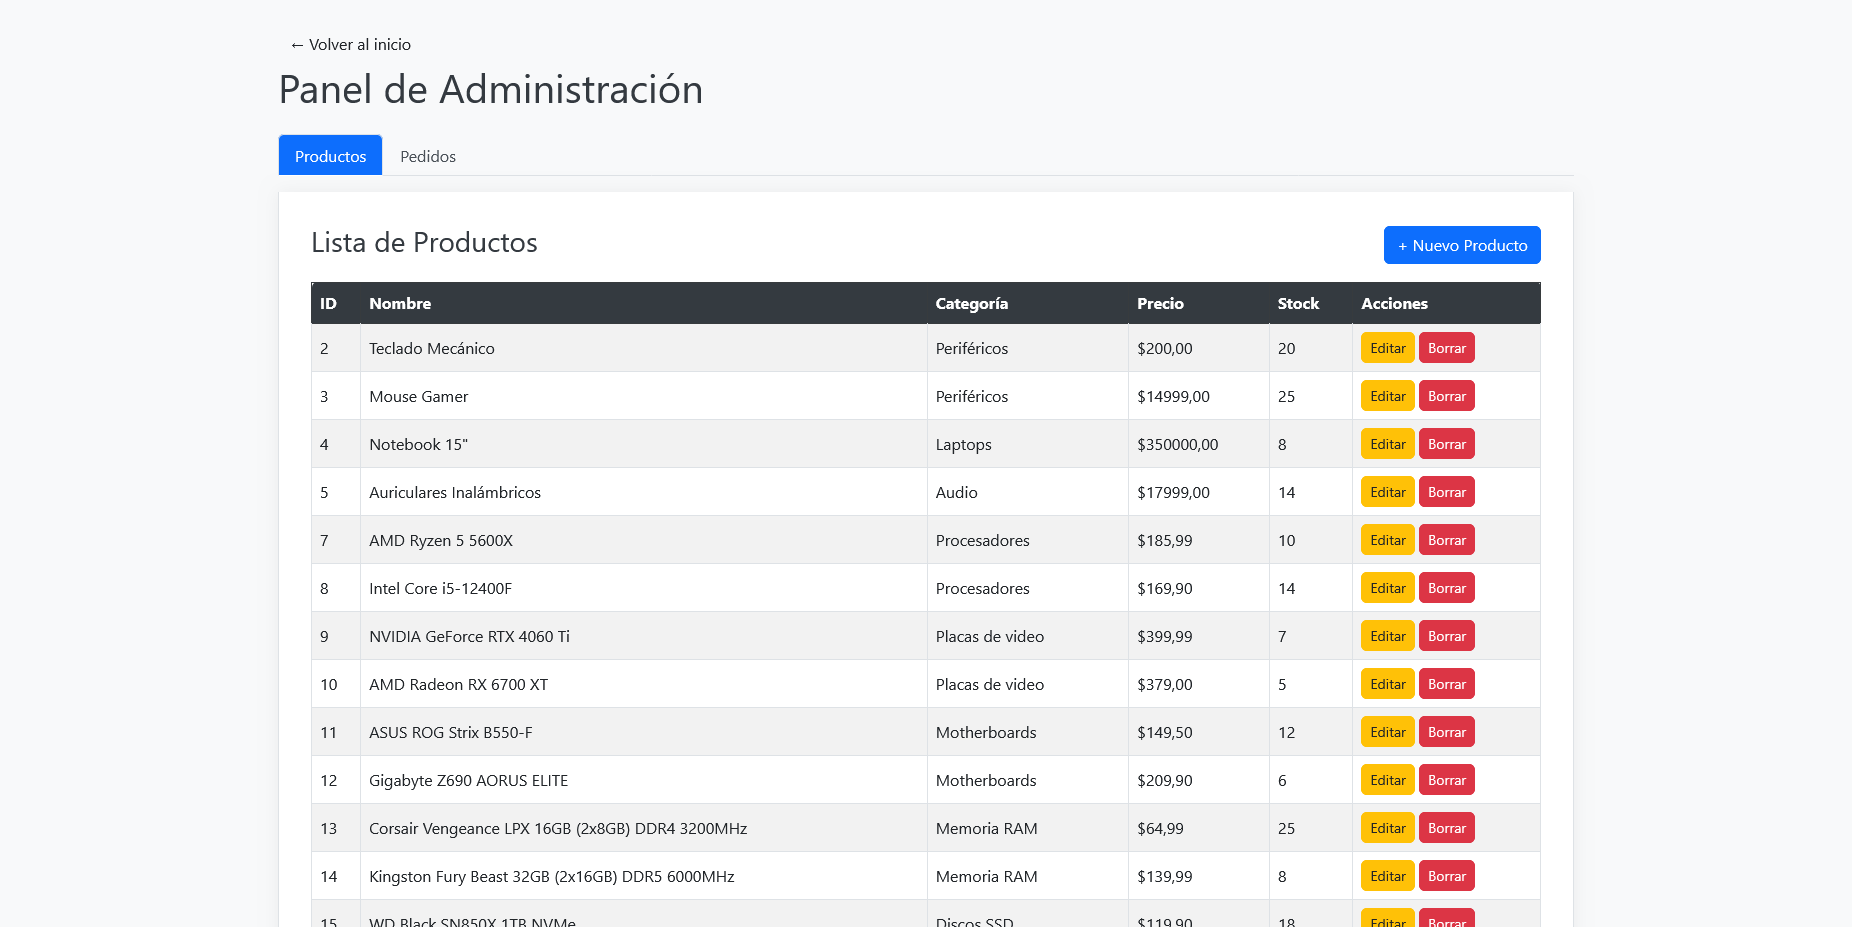 ← Volver al inicio
Panel de Administración
Productos Pedidos
Lista de Productos
+ Nuevo Producto
ID Nombre Categoría Precio Stock Acciones
2 Teclado Mecánico Periféricos $200,00 20 Editar Borrar
3 Mouse Gamer Periféricos $14999,00 25 Editar Borrar
4 Notebook 15" Laptops $350000,00 8 Editar Borrar
5 Auriculares Inalámbricos Audio $17999,00 14 Editar Borrar
7 AMD Ryzen 5 5600X Procesadores $185,99 10 Editar Borrar
8 Intel Core i5-12400F Procesadores $169,90 14 Editar Borrar
9 NVIDIA GeForce RTX 4060 Ti Placas de video $399,99 7 Editar Borrar
10 AMD Radeon RX 6700 XT Placas de video $379,00 5 Editar Borrar
11 ASUS ROG Strix B550-F Motherboards $149,50 12 Editar Borrar
12 Gigabyte Z690 AORUS ELITE Motherboards $209,90 6 Editar Borrar
13 Corsair Vengeance LPX 16GB (2x8GB) DDR4 3200MHz Memoria RAM $64,99 25 Editar Borrar
14 Kingston Fury Beast 32GB (2x16GB) DDR5 6000MHz Memoria RAM $139,99 8 Editar Borrar
15 WD Black SN850X 1TB NVMe Discos SSD $119,90 18 Editar Borrar